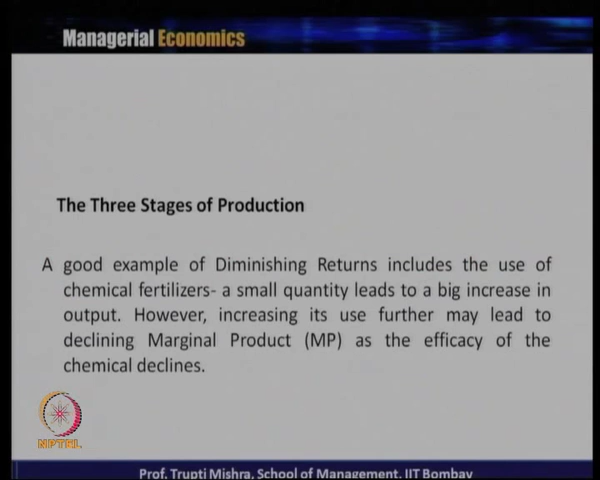 Managerial Economics
The Three Stages of Production
A good example of Diminishing Returns includes the use of
chemical fertilizers- a small quantity leads to a big increase in
output. However, increasing its use further may lead to
declining Marginal Product (MP) as the efficacy of the
chemical declines.
NPTEL
Prof. Trupti Mishra, School of Management, IIT Bombay